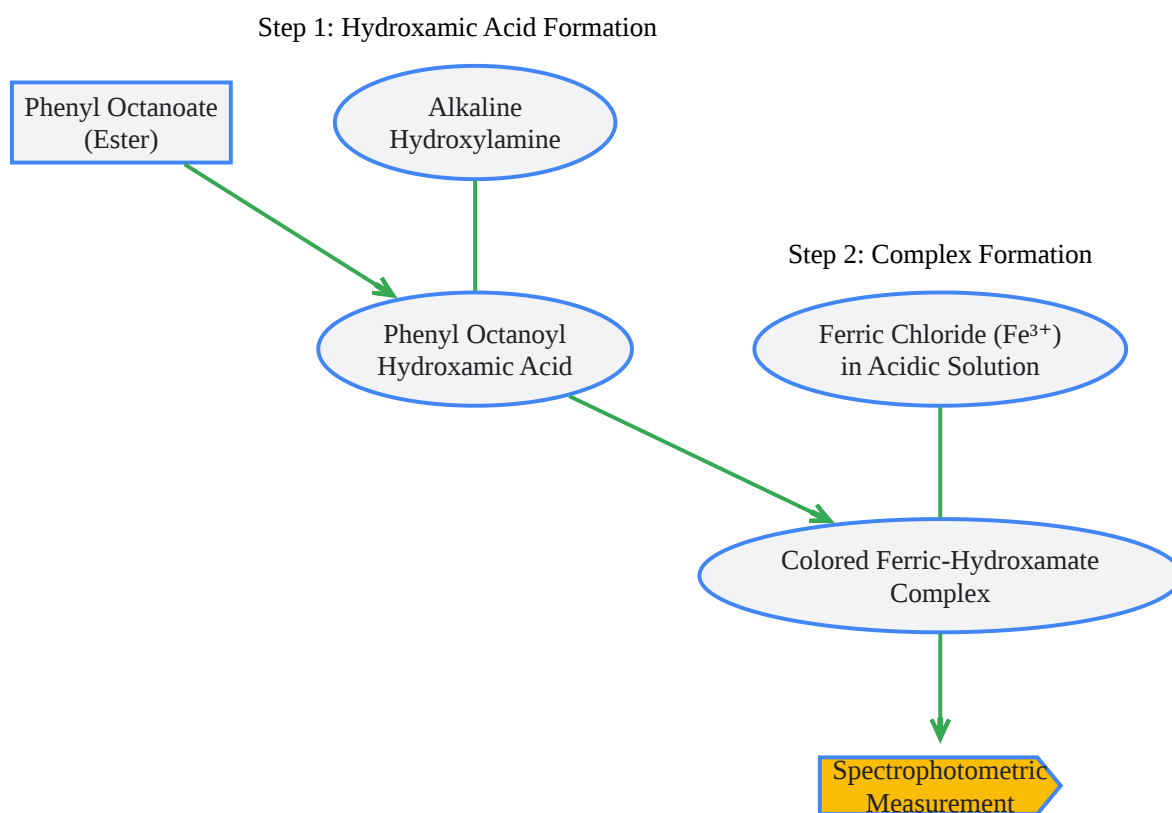 Step 1: Hydroxamic Acid Formation
Phenyl Octanoate
(Ester)
Alkaline
Hydroxylamine
Step 2: Complex Formation
Phenyl Octanoyl
Hydroxamic Acid
Ferric Chloride (Fe³⁺)
in Acidic Solution
Colored Ferric-Hydroxamate
Complex
Spectrophotometric
Measurement